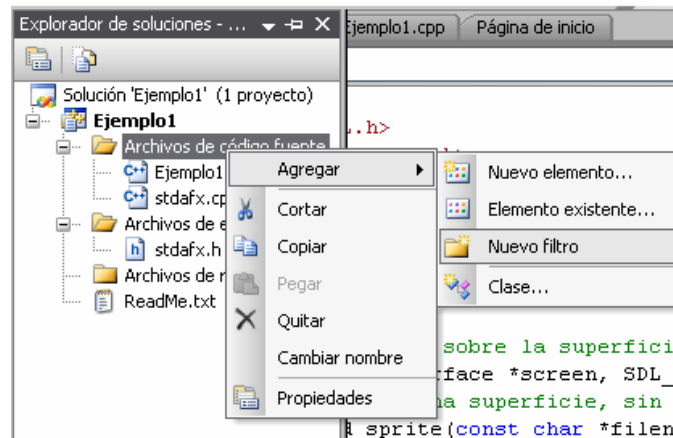 Explorador de soluciones - ...
Ejemplo1.cpp
Página de inicio
Solución 'Ejemplo1' (1 proyecto)
Ejemplo1
Archivos de código fuente
Ejemplo1
stdafx.cp
Archivos de e
stdafx.h
Archivos de r
ReadMe.txt
Agregar
Cortar
Copiar
Pegar
Quitar
Cambiar nombre
Propiedades
Nuevo elemento...
Elemento existente...
Nuevo filtro
Clase...
.h>
sobre la superfici
rface *screen, SDL_
na superficie, sin
sprite(const char *filen